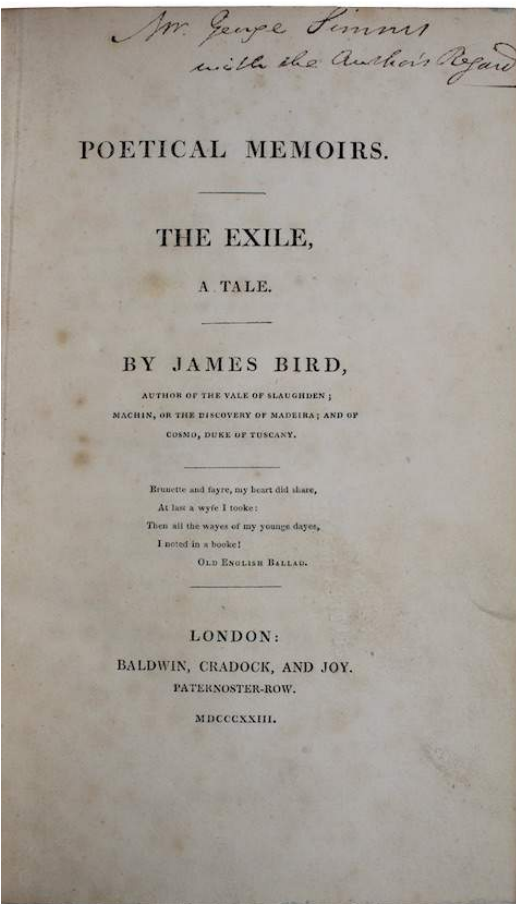 Mr. George Simms
with the Author's Regard
POETICAL MEMOIRS.
THE EXILE,
A TALE.
BY JAMES BIRD,
AUTHOR OF THE VALE OF SLAUGHDEN;
MACHIN, OR THE DISCOVERY OF MADEIRA; AND OF
COSMO, DUKE OF TUSCANY.
Brunette and fayre, my heart did share,
At last a wyfe I tooke:
Then all the wayes of my younge dayes,
I noted in a booke!
OLD ENGLISH BALLAD.
LONDON:
BALDWIN, CRADOCK, AND JOY.
PATERNOSTER-ROW.
MDCCCXXIII.